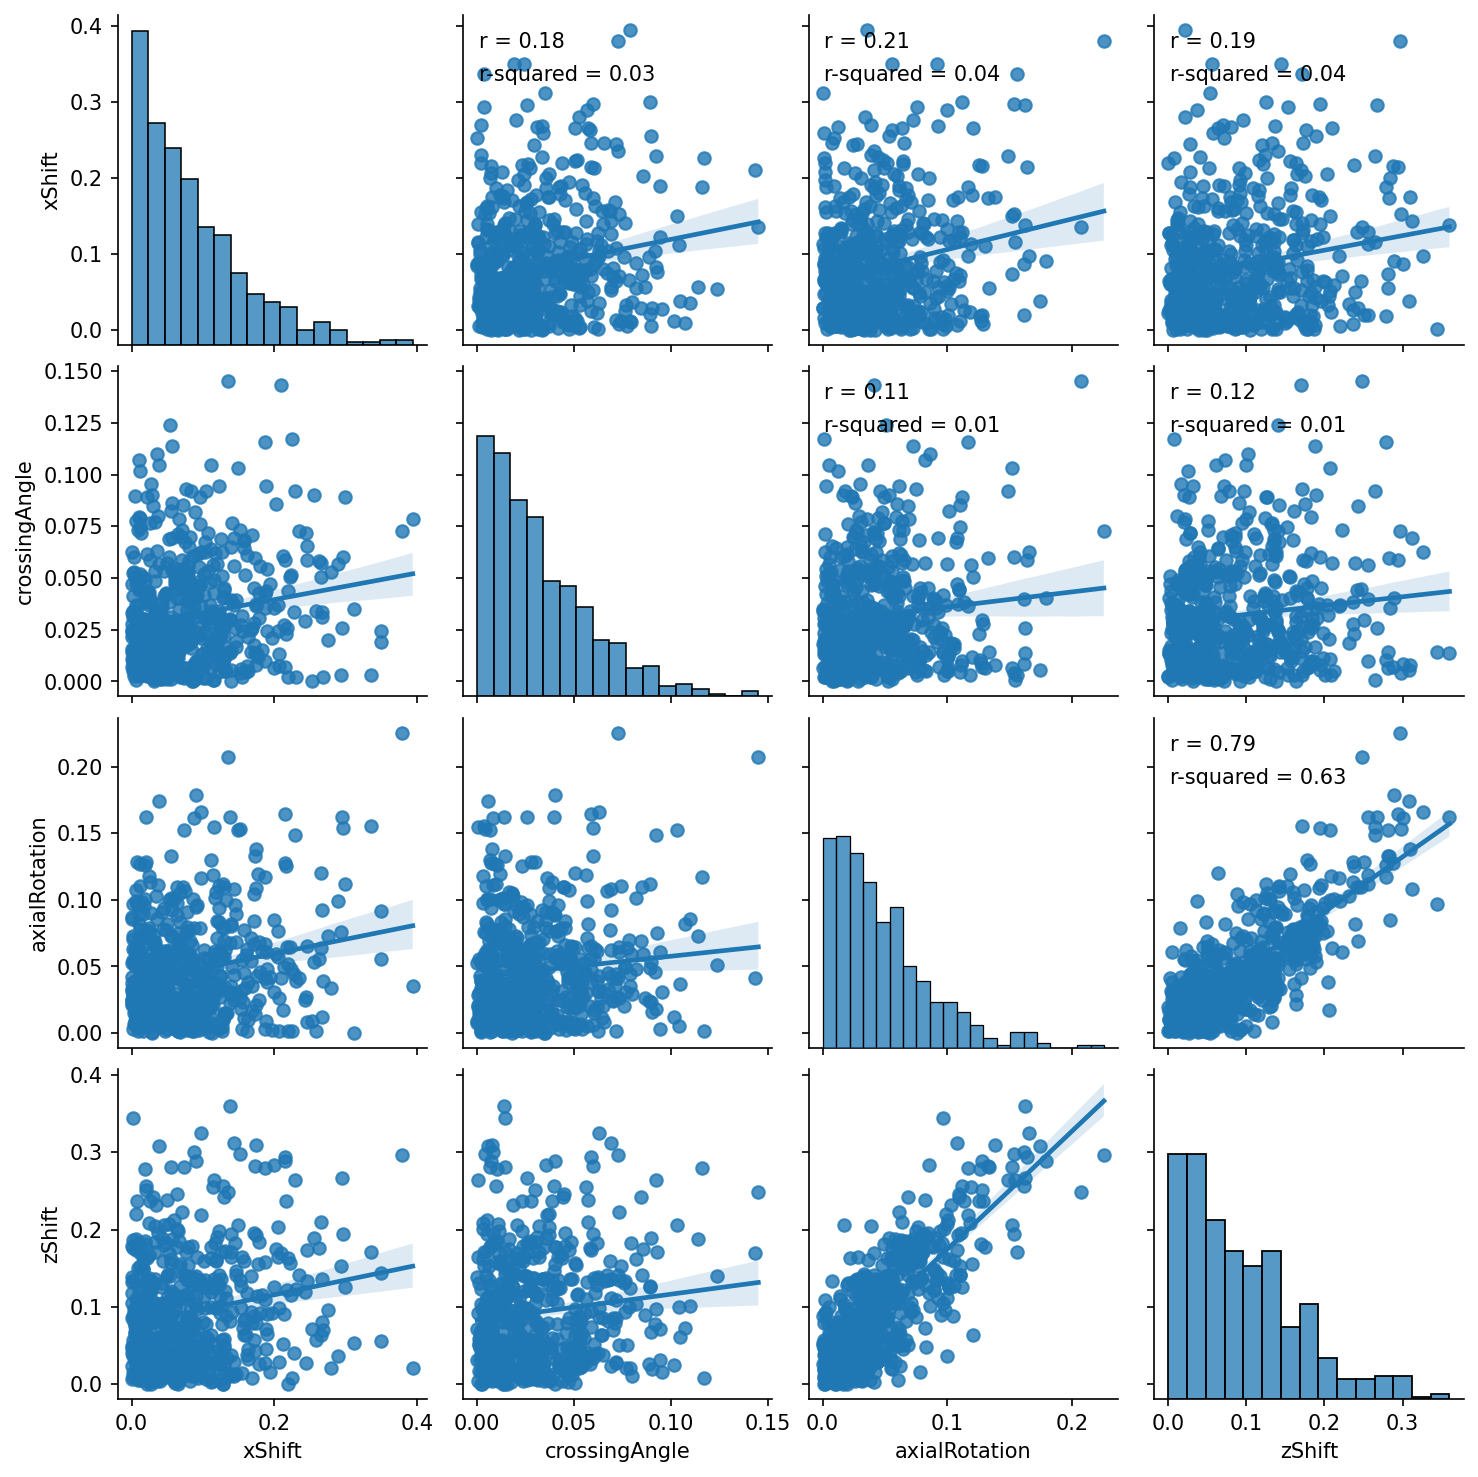 0.4
0.3
0.2
0.1
0.0
xShift
r = 0.18
r-squared = 0.03
r = 0.21
r-squared = 0.04
r = 0.19
r-squared = 0.04
0.150
0.125
0.100
0.075
0.050
0.025
0.000
crossingAngle
r = 0.11
r-squared = 0.01
r = 0.12
r-squared = 0.01
0.20
0.15
0.10
0.05
0.00
axialRotation
r = 0.79
r-squared = 0.63
0.4
0.3
0.2
0.1
0.0
zShift
0.0 0.2 0.4
xShift
0.00 0.05 0.10 0.15
crossingAngle
0.0 0.1 0.2
axialRotation
0.0 0.1 0.2 0.3
zShift